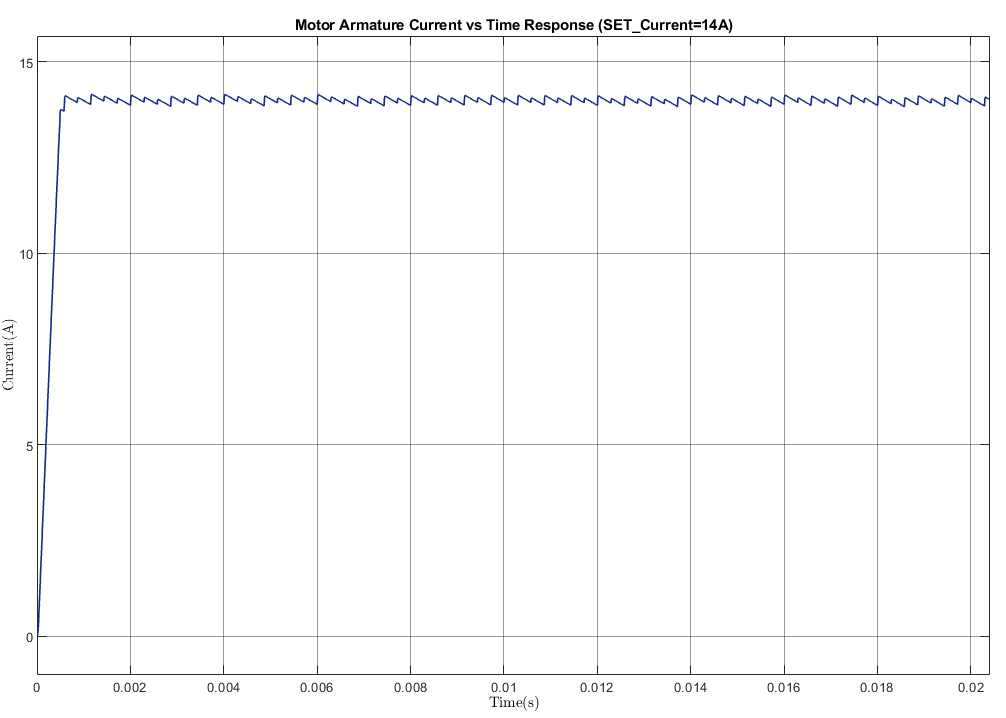 Motor Armature Current vs Time Response (SET_Current=14A)
15
10
5
0
Current(A)
0 0.002 0.004 0.006 0.008 0.01 0.012 0.014 0.016 0.018 0.02
Time(s)